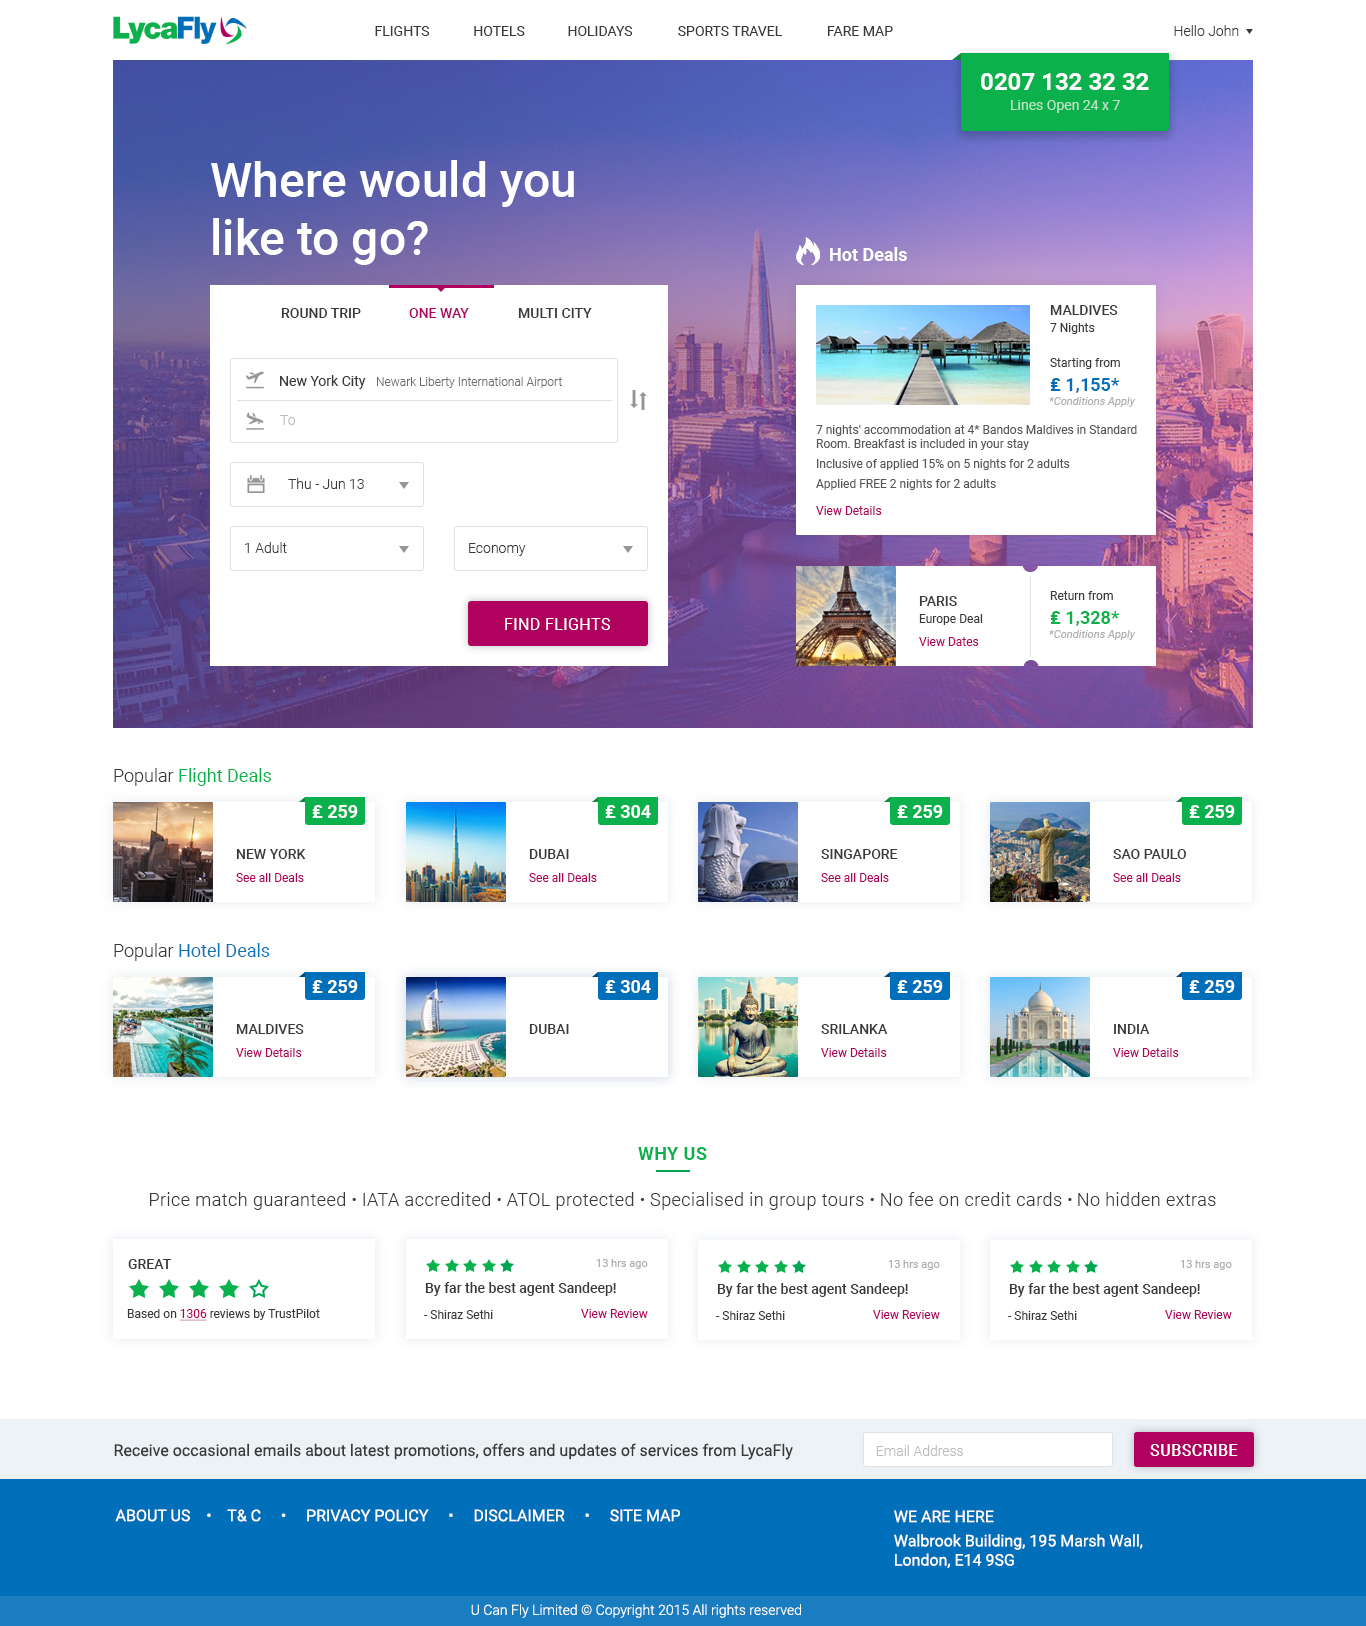 LycaFly
FLIGHTS
HOTELS
HOLIDAYS
SPORTS TRAVEL
FARE MAP
Hello John
0207 132 32 32
Lines Open 24 x 7
Where would you
like to go?
ROUND TRIP
ONE WAY
MULTI CITY
New York City Newark Liberty International Airport
To
Thu - Jun 13
1 Adult
Economy
FIND FLIGHTS
Hot Deals
MALDIVES
7 Nights
Starting from
£ 1,155*
*Conditions Apply
7 nights' accommodation at 4* Bandos Maldives in Standard
Room. Breakfast is included in your stay
Inclusive of applied 15% on 5 nights for 2 adults
Applied FREE 2 nights for 2 adults
View Details
PARIS
Europe Deal
View Dates
Return from
£ 1,328*
*Conditions Apply
Popular Flight Deals
£ 259
NEW YORK
See all Deals
£ 304
DUBAI
See all Deals
£ 259
SINGAPORE
See all Deals
£ 259
SAO PAULO
See all Deals
Popular Hotel Deals
£ 259
MALDIVES
View Details
£ 304
DUBAI
£ 259
SRILANKA
View Details
£ 259
INDIA
View Details
WHY US
Price match guaranteed • IATA accredited • ATOL protected • Specialised in group tours • No fee on credit cards • No hidden extras
GREAT
Based on 1306 reviews by TrustPilot
13 hrs ago
By far the best agent Sandeep!
- Shiraz Sethi
View Review
13 hrs ago
By far the best agent Sandeep!
- Shiraz Sethi
View Review
13 hrs ago
By far the best agent Sandeep!
- Shiraz Sethi
View Review
Receive occasional emails about latest promotions, offers and updates of services from LycaFly
Email Address
SUBSCRIBE
ABOUT US • T& C • PRIVACY POLICY • DISCLAIMER • SITE MAP
WE ARE HERE
Walbrook Building, 195 Marsh Wall,
London, E14 9SG
U Can Fly Limited © Copyright 2015 All rights reserved